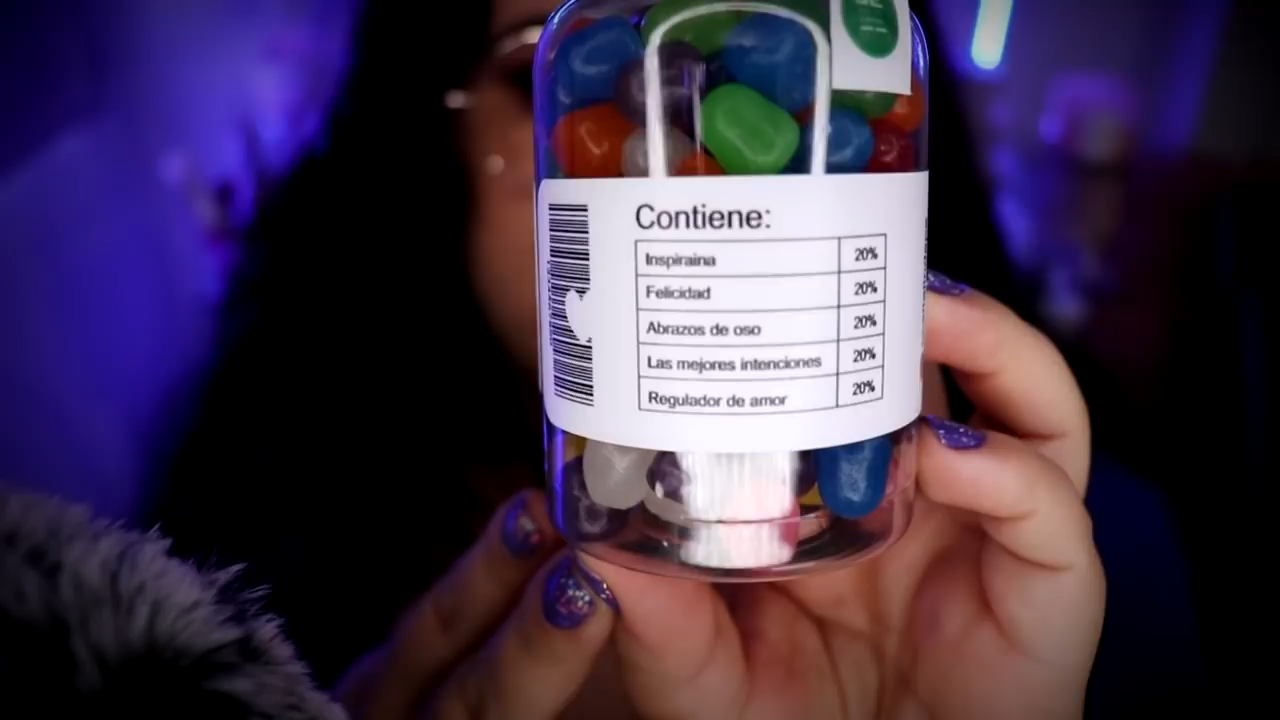 Contiene:
Inspiraina 20%
Felicidad 20%
Abrazos de oso 20%
Las mejores intenciones 20%
Regulador de amor 20%